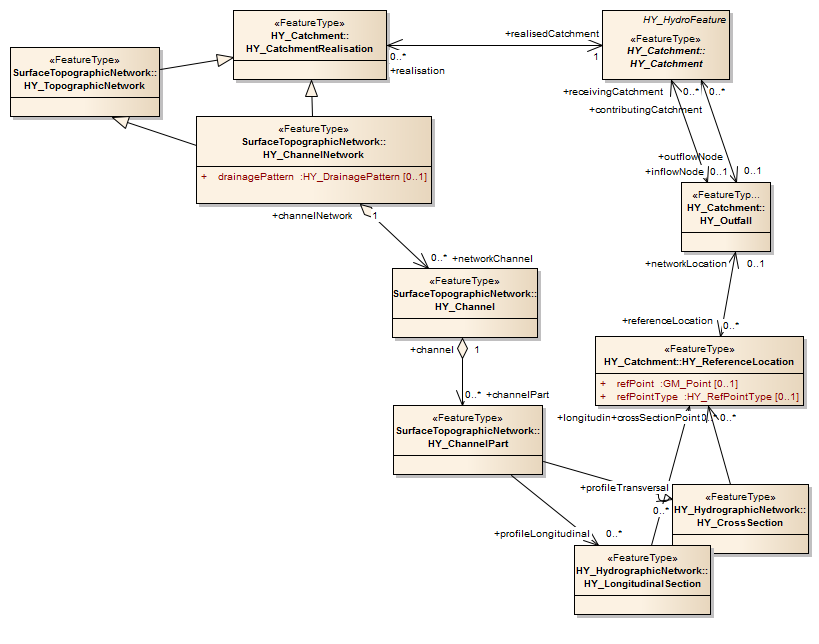 «FeatureType»
HY_Catchment::
HY_CatchmentRealisation
HY_HydroFeature
«FeatureType»
HY_Catchment::
HY_Catchment
+realisedCatchment
0..*
1
+realisation
«FeatureType»
SurfaceTopographicNetwork::
HY_TopographicNetwork
+receivingCatchment
0..*
0..*
+contributingCatchment
«FeatureType»
SurfaceTopographicNetwork::
HY_ChannelNetwork
+ drainagePattern :HY_DrainagePattern [0..1]
+outflowNode
+inflowNode
0..1
0..1
«FeatureTyp...
HY_Catchment::
HY_Outfall
+channelNetwork
1
0..*
+networkChannel
+networkLocation
0..1
«FeatureType»
SurfaceTopographicNetwork::
HY_Channel
+referenceLocation
0..*
+channel
1
«FeatureType»
HY_Catchment::HY_ReferenceLocation
+ refPoint :GM_Point [0..1]
+ refPointType :HY_RefPointType [0..1]
0..*
+channelPart
+longitudin+crossSectionPoint
0..*
«FeatureType»
SurfaceTopographicNetwork::
HY_ChannelPart
+profileTransversal
0..*
«FeatureType»
HY_HydrographicNetwork::
HY_CrossSection
+profileLongitudinal
0..*
«FeatureType»
HY_HydrographicNetwork::
HY_LongitudinalSection